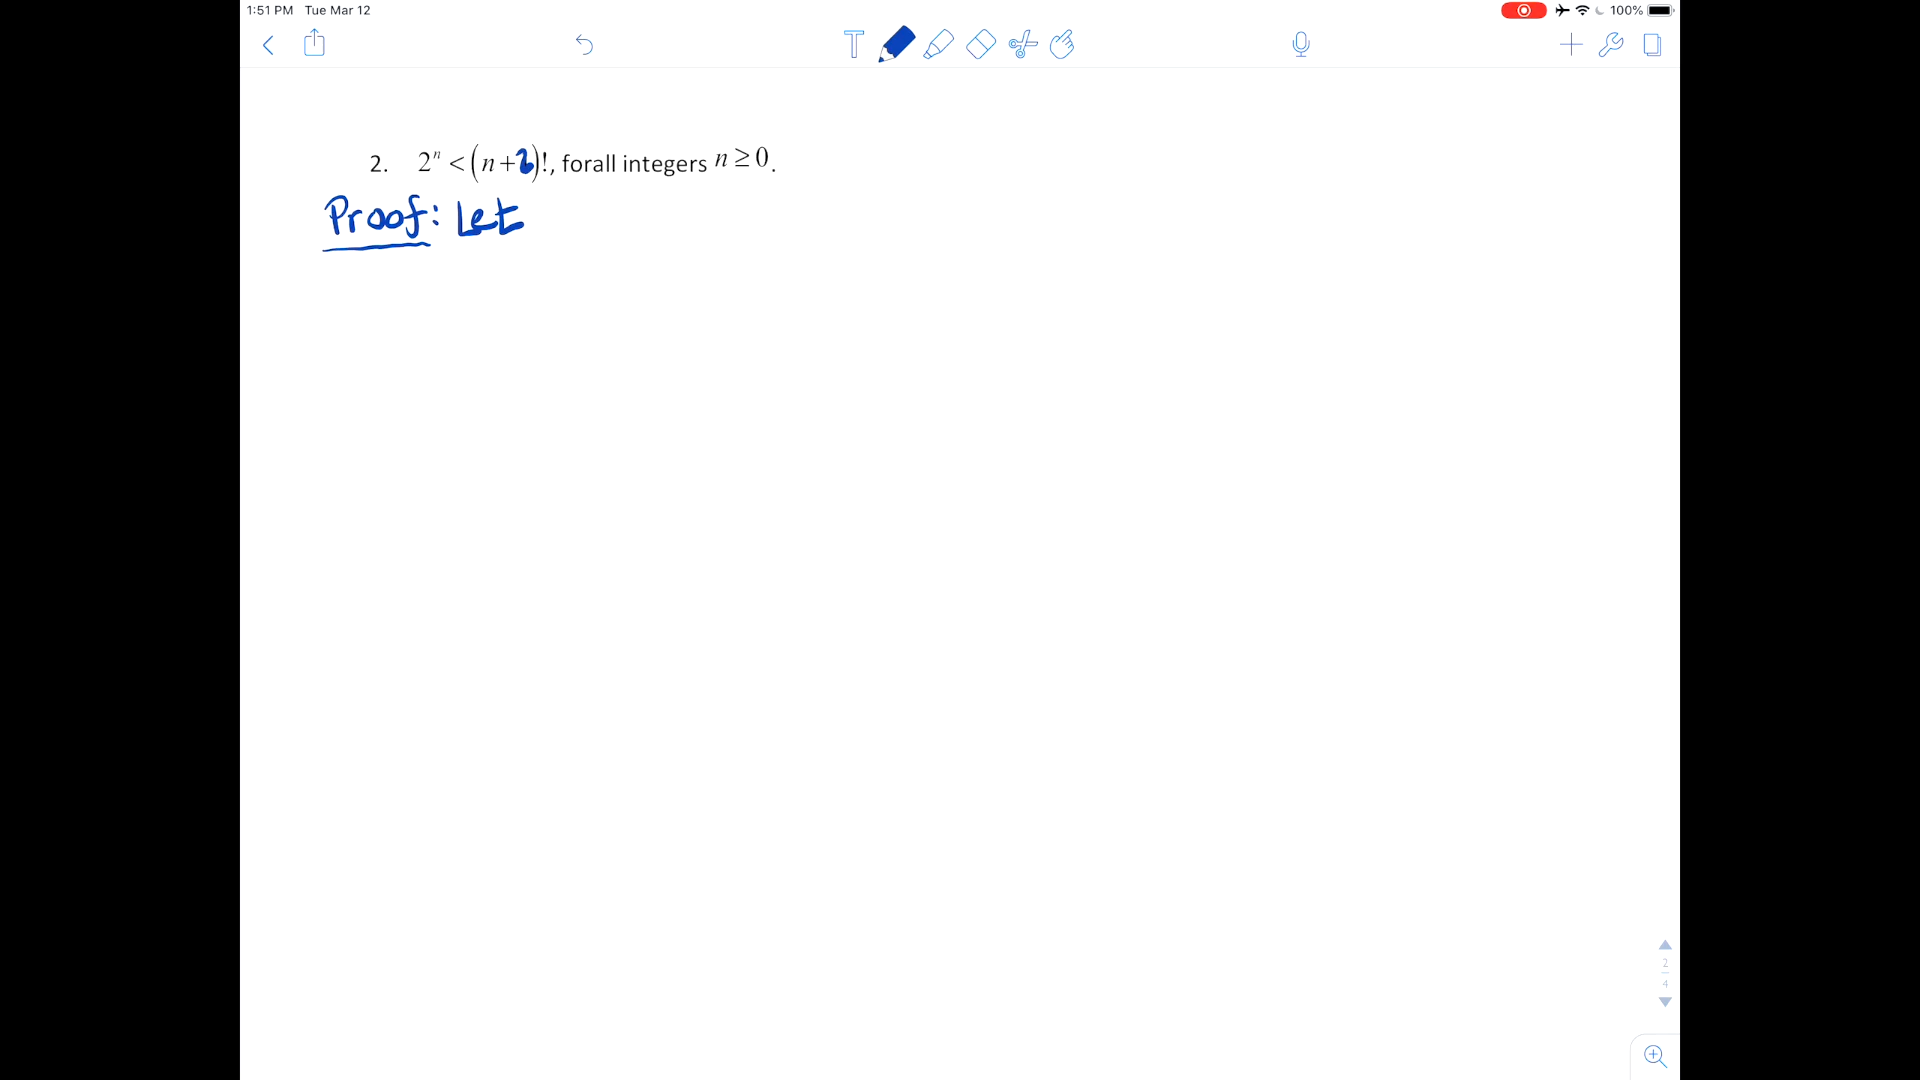 1:51 PM Tue Mar 12
100%
T
2. 2ⁿ < (n+2)!, forall integers n ≥ 0.
Proof: Let
2
4